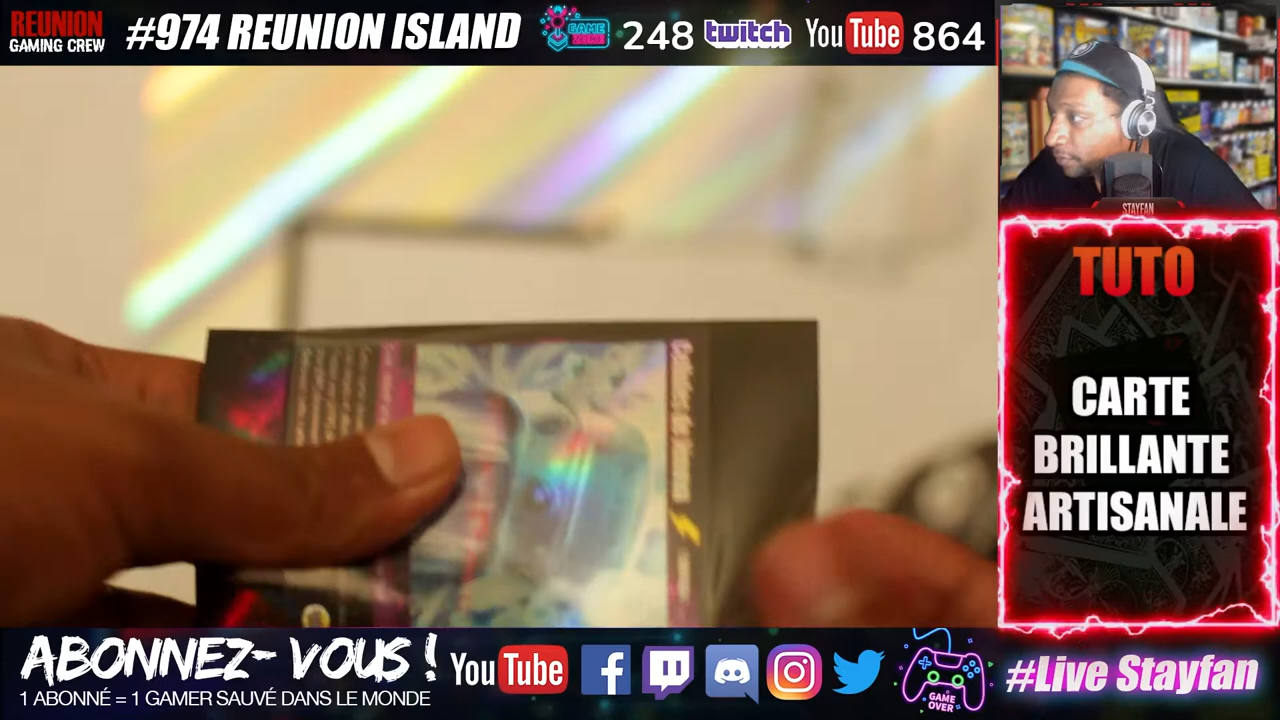 REUNION
GAMING CREW
#974 REUNION ISLAND
GAME
248 twitch YouTube 864
STAYFAN
TUTO
CARTE
BRILLANTE
ARTISANALE
ABONNEZ- VOUS !
1 ABONNÉ = 1 GAMER SAUVÉ DANS LE MONDE
YouTube
GAME
OVER
#Live Stayfan